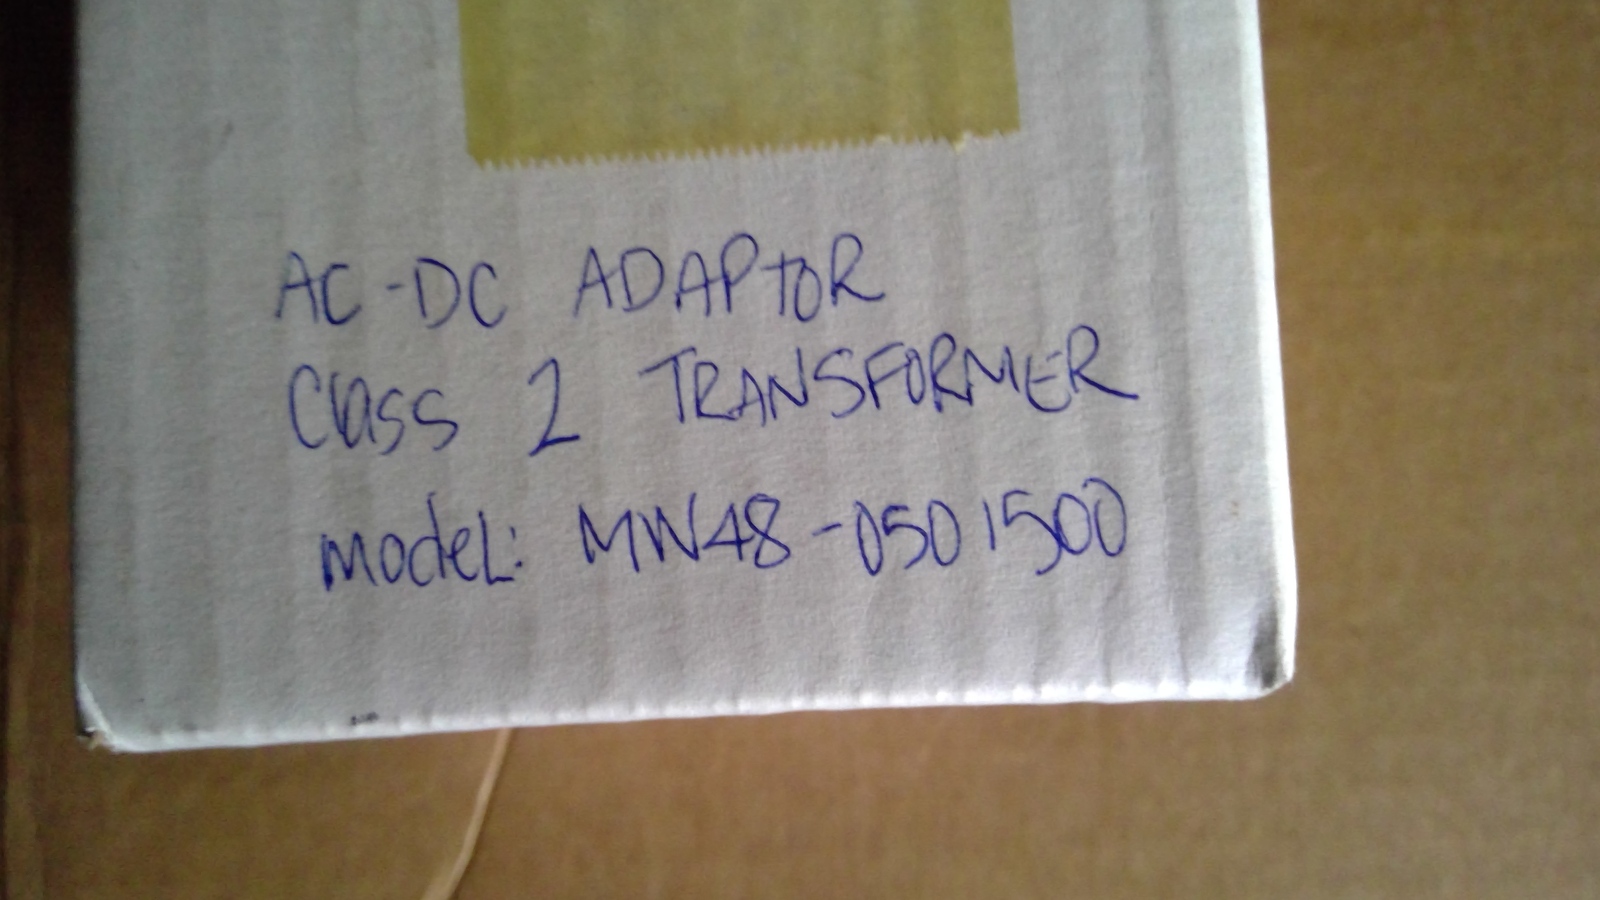 AC-DC ADAPtOR
Class 2 TRANSFORMER
modeL: MW48-0501500